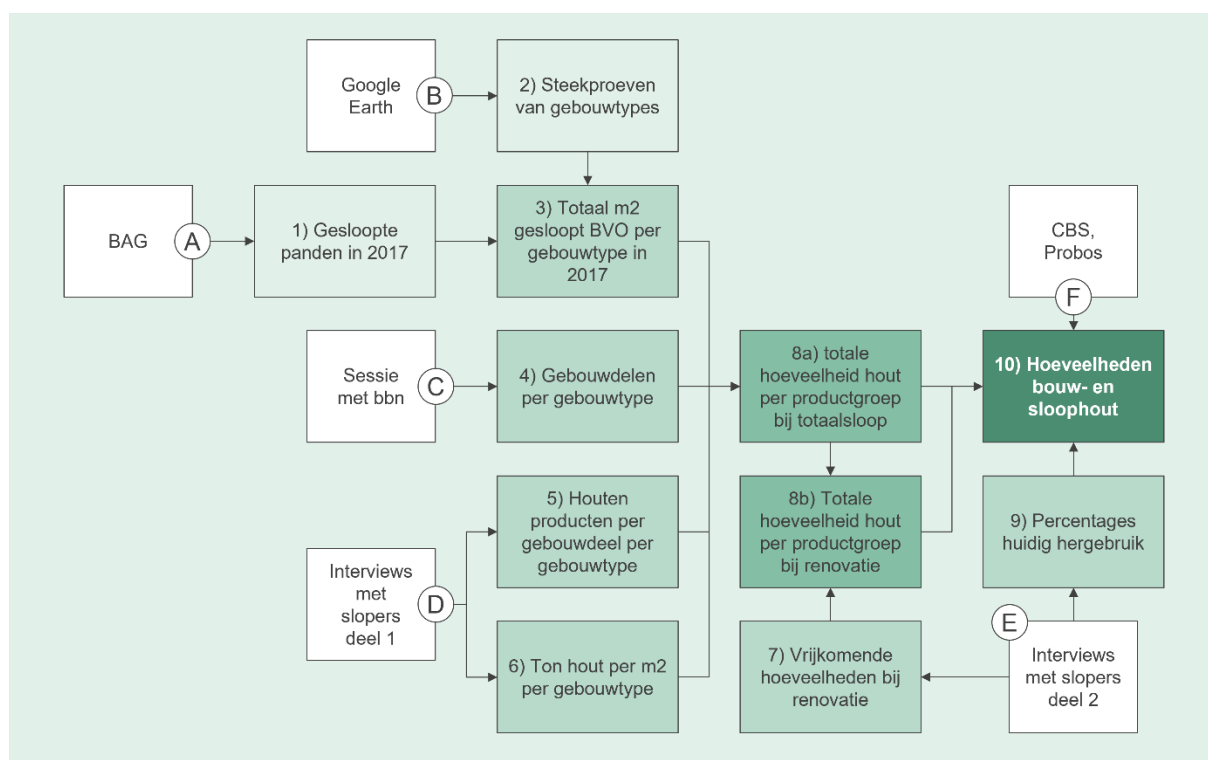 Google
Earth
B
2) Steekproeven
van gebouwtypes
BAG
A
1) Gesloopte
panden in 2017
3) Totaal m2
gesloopt BVO per
gebouwtype in
2017
CBS,
Probos
F
Sessie
met bbn
C
4) Gebouwdelen
per gebouwtype
8a) totale
hoeveelheid hout
per productgroep
bij totaalsloop
10) Hoeveelheden
bouw- en
sloophout
Interviews
met
slopers
deel 1
D
5) Houten
producten per
gebouwdeel per
gebouwtype
8b) Totale
hoeveelheid hout
per productgroep
bij renovatie
9) Percentages
huidig hergebruik
6) Ton hout per m2
per gebouwtype
7) Vrijkomende
hoeveelheden bij
renovatie
E
Interviews
met slopers
deel 2